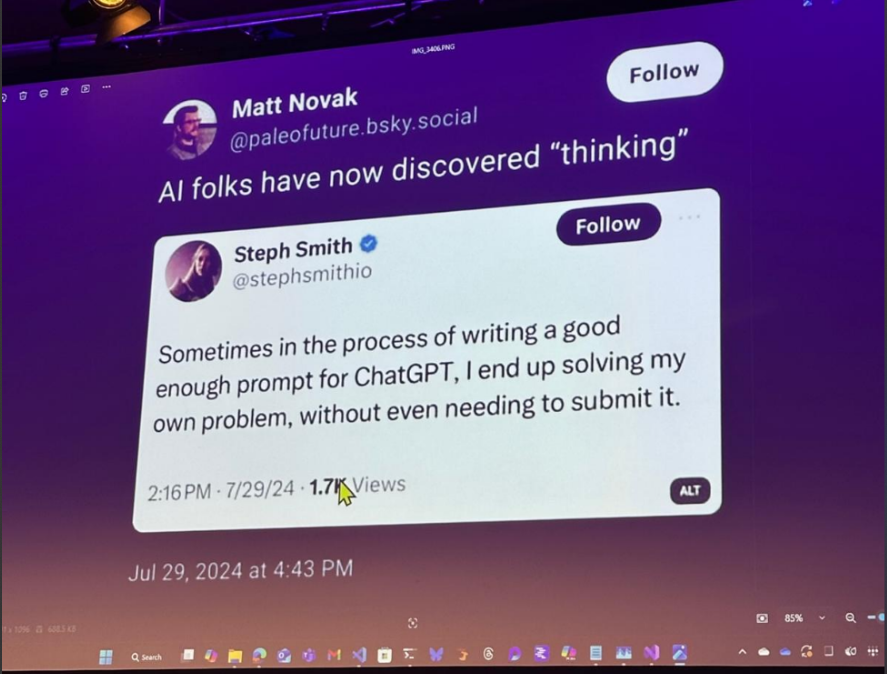 IMG_3406.PNG
Matt Novak
@paleofuture.bsky.social
Follow
AI folks have now discovered “thinking”
Steph Smith
@stephsmithio
Follow
Sometimes in the process of writing a good
enough prompt for ChatGPT, I end up solving my
own problem, without even needing to submit it.
2:16 PM · 7/29/24 · 1.7K Views
ALT
Jul 29, 2024 at 4:43 PM
85%
Search